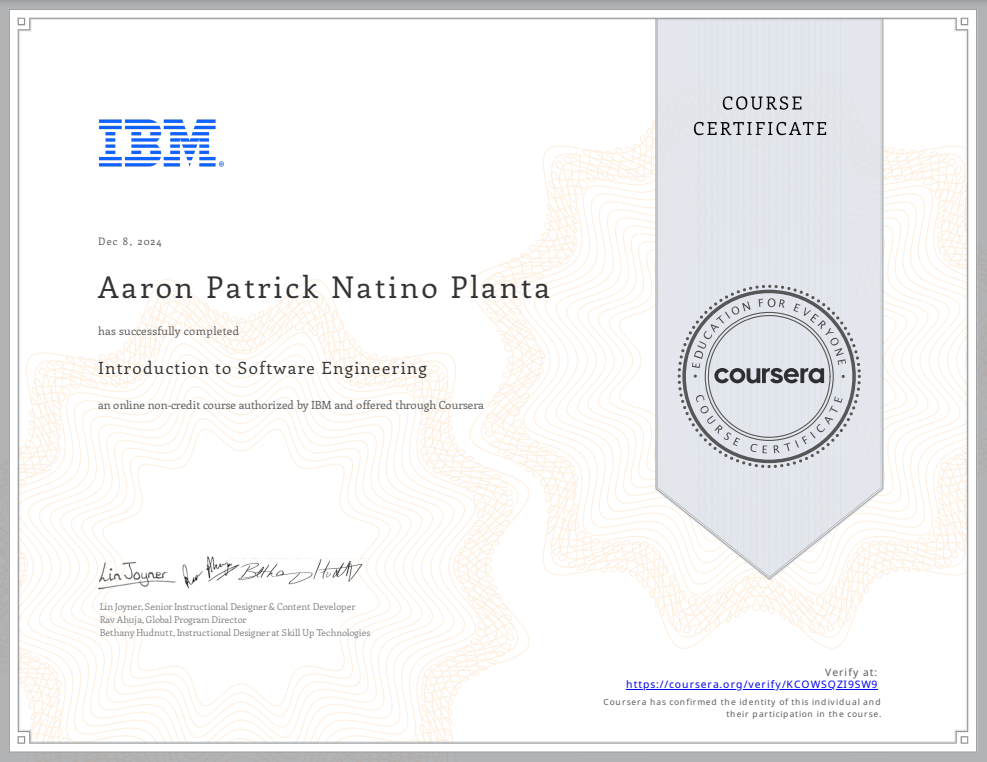 COURSE
CERTIFICATE
IBM®
Dec 8, 2024
Aaron Patrick Natino Planta
has successfully completed
Introduction to Software Engineering
an online non-credit course authorized by IBM and offered through Coursera
EDUCATION FOR EVERYONE
coursera
COURSE CERTIFICATE
Lin Joyner
Lin Joyner, Senior Instructional Designer & Content Developer
Rav Ahuja, Global Program Director
Bethany Hudnutt, Instructional Designer at Skill Up Technologies
Verify at:
https://coursera.org/verify/KCOWSQZI9SW9
Coursera has confirmed the identity of this individual and
their participation in the course.